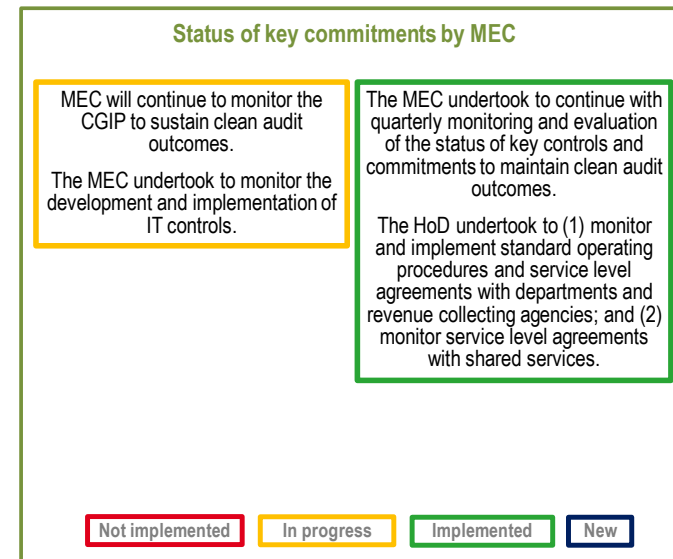 Status of key commitments by MEC
MEC will continue to monitor the
CGIP to sustain clean audit
outcomes.
The MEC undertook to monitor the
development and implementation of
IT controls.
The MEC undertook to continue with
quarterly monitoring and evaluation
of the status of key controls and
commitments to maintain clean audit
outcomes.
The HoD undertook to (1) monitor
and implement standard operating
procedures and service level
agreements with departments and
revenue collecting agencies; and (2)
monitor service level agreements
with shared services.
Not implemented
In progress
Implemented
New